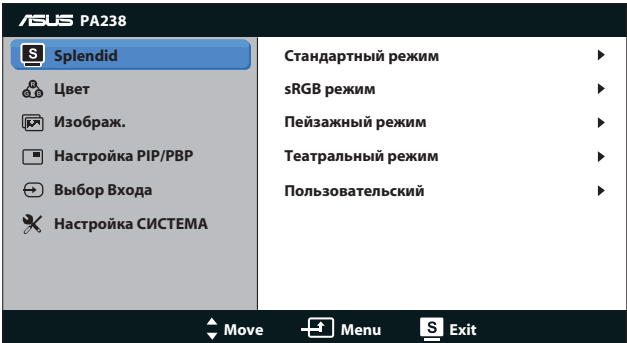 ASUS PA238
S Splendid
Цвет
Изображ.
Настройка PIP/PBP
Выбор Входа
Настройка СИСТЕМА
Стандартный режим
sRGB режим
Пейзажный режим
Театральный режим
Пользовательский
Move Menu S Exit